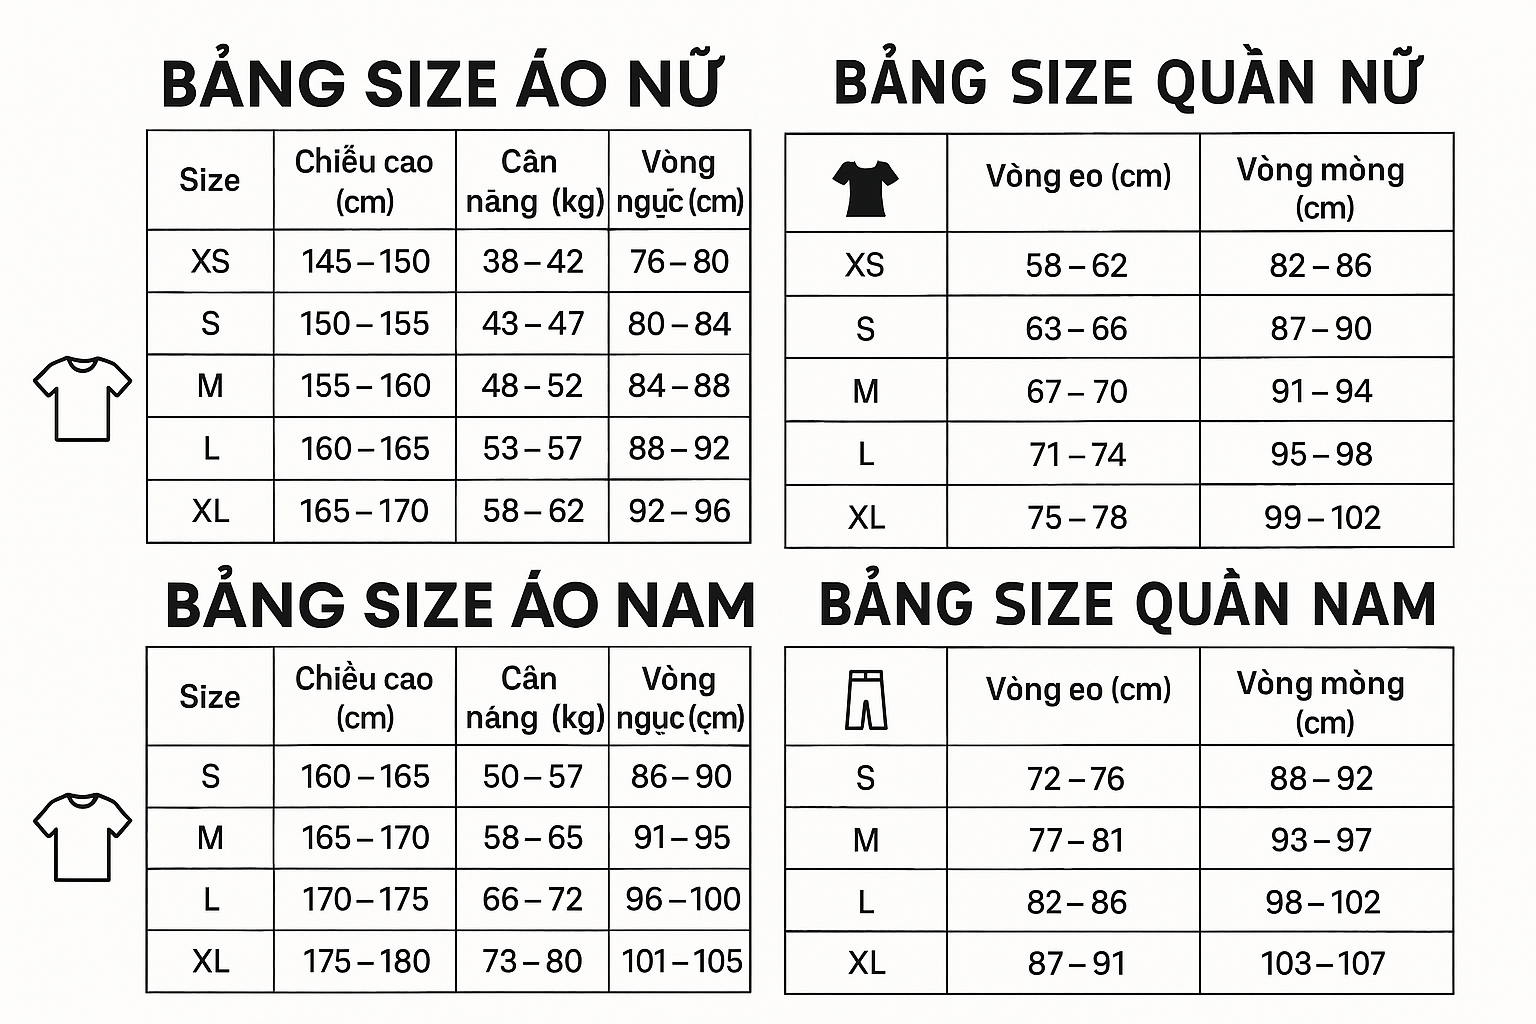 BẢNG SIZE ÁO NỮ
Size Chiễu cao (cm) Cân nāng (kg) Vòng ngực (cm)
XS 145–150 38–42 76–80
S 150–155 43–47 80–84
M 155–160 48–52 84–88
L 160–165 53–57 88–92
XL 165–170 58–62 92–96
BẢNG SIZE QUẦN NỮ
Vòng eo (cm) Vòng mòng (cm)
XS 58–62 82–86
S 63–66 87–90
M 67–70 91–94
L 71–74 95–98
XL 75–78 99–102
BẢNG SIZE ÁO NAM
Size Chiều cao (cm) Cân náng (kg) Vòng ngục (cm)
S 160–165 50–57 86–90
M 165–170 58–65 91–95
L 170–175 66–72 96–100
XL 175–180 73–80 101–105
BẢNG SIZE QUẦN NAM
Vòng eo (cm) Vòng mòng (cm)
S 72–76 88–92
M 77–81 93–97
L 82–86 98–102
XL 87–91 103–107